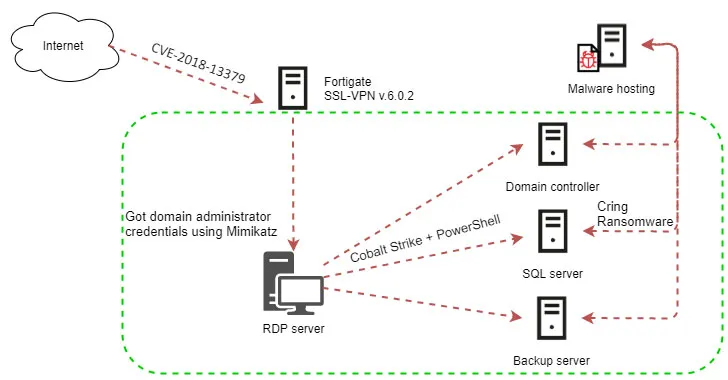 Internet
CVE-2018-13379
Fortigate
SSL-VPN v.6.0.2
Malware hosting
Domain controller
Got domain administrator
credentials using Mimikatz
Cobalt Strike + PowerShell
Cring
Ransomware
SQL server
RDP server
Backup server